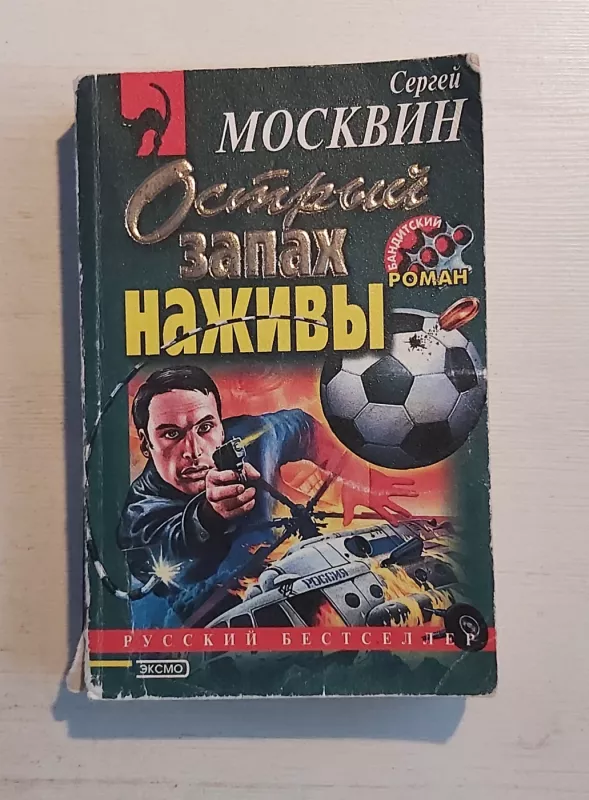 Сергей
МОСКВИН
Острый
запах
наживы
БАНДИТСКИЙ
РОМАН
РОССИЯ
РУССКИЙ БЕСТСЕЛЛЕР
ЭКСМО